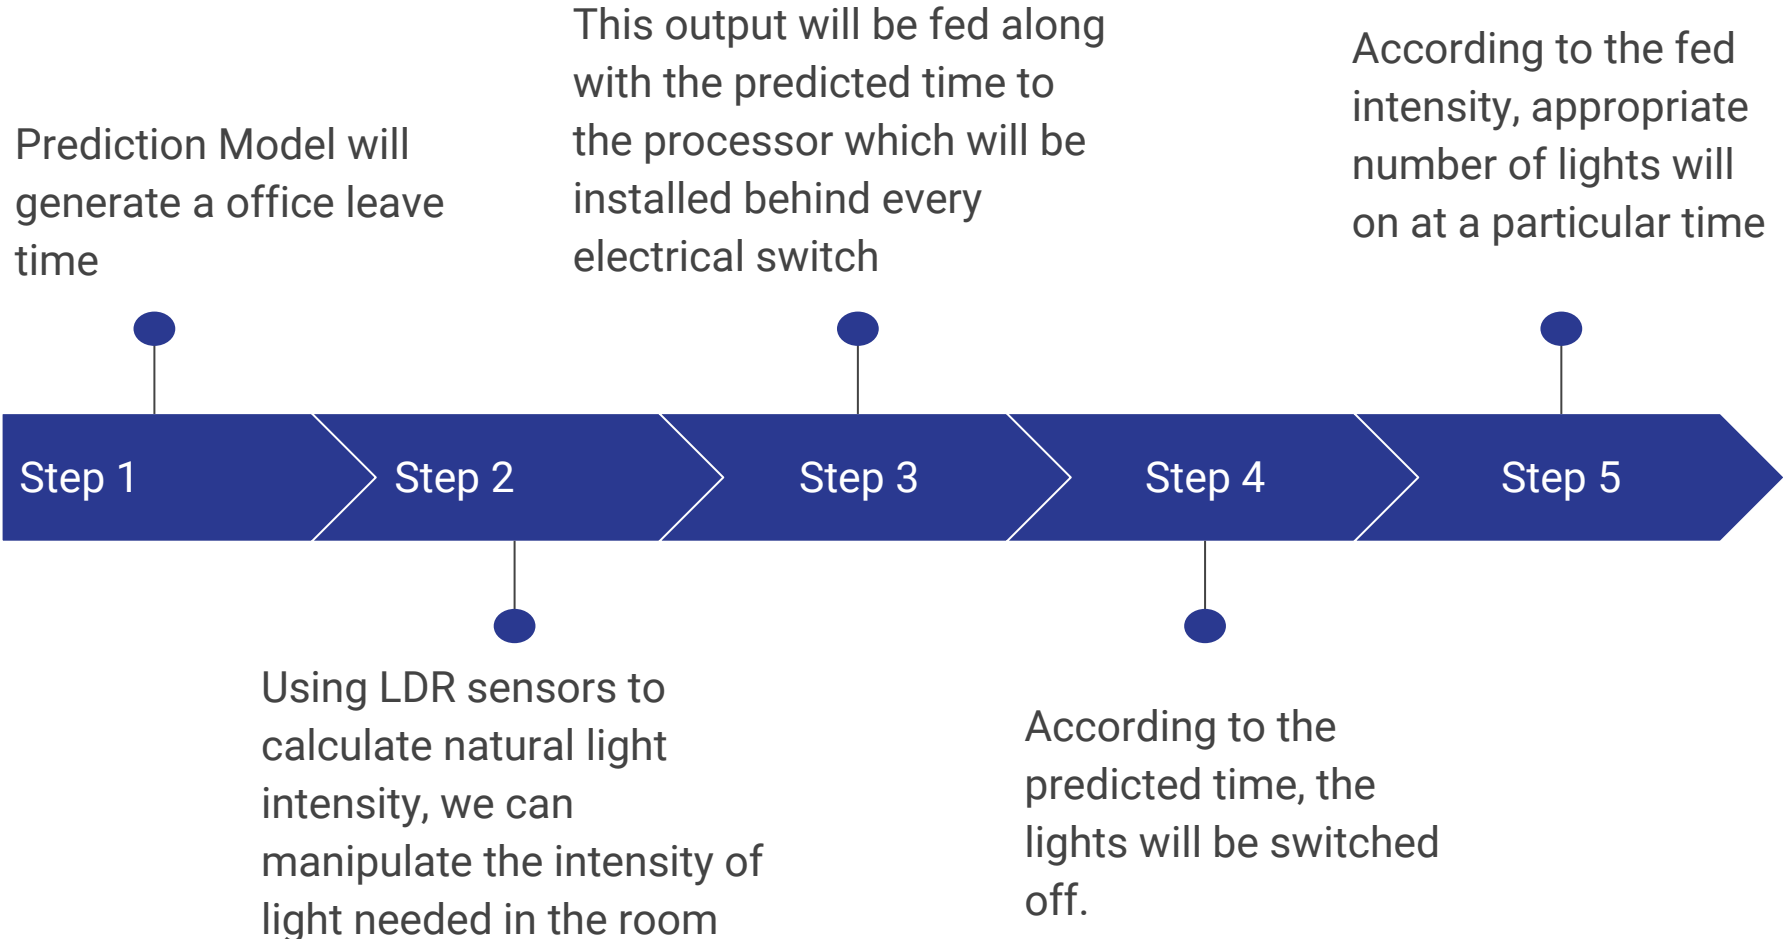 Prediction Model will
generate a office leave
time
This output will be fed along
with the predicted time to
the processor which will be
installed behind every
electrical switch
According to the fed
intensity, appropriate
number of lights will
on at a particular time
Step 1
Step 2
Step 3
Step 4
Step 5
Using LDR sensors to
calculate natural light
intensity, we can
manipulate the intensity of
light needed in the room
According to the
predicted time, the
lights will be switched
off.